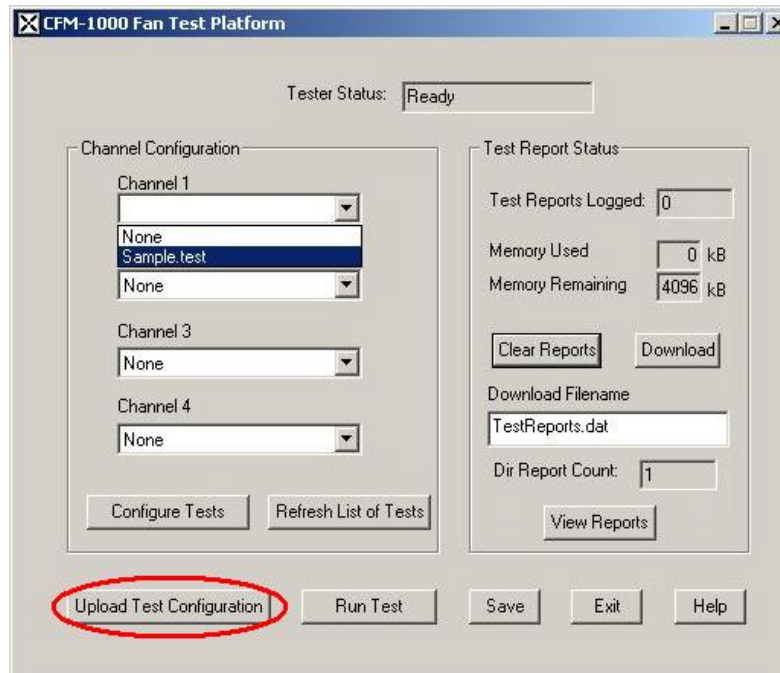 CFM-1000 Fan Test Platform
Tester Status: Ready
Channel Configuration
Channel 1
None
Sample.test
None
Channel 3
None
Channel 4
None
Configure Tests
Refresh List of Tests
Test Report Status
Test Reports Logged: 0
Memory Used 0 kB
Memory Remaining 4096 kB
Clear Reports
Download
Download Filename
TestReports.dat
Dir Report Count: 1
View Reports
Upload Test Configuration
Run Test
Save
Exit
Help